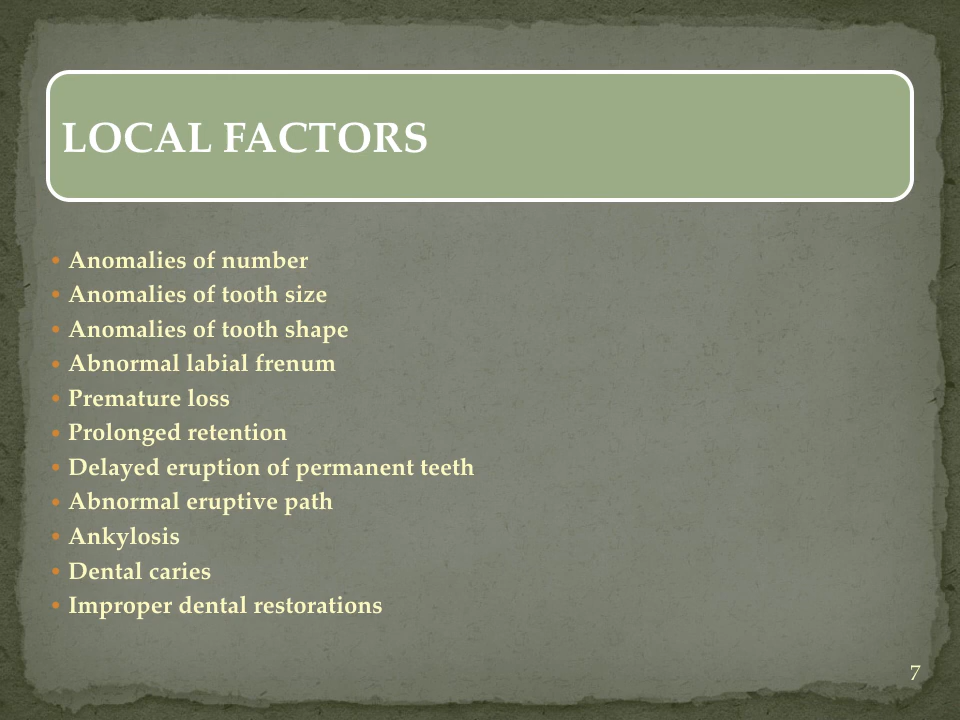 LOCAL FACTORS
• Anomalies of number
• Anomalies of tooth size
• Anomalies of tooth shape
• Abnormal labial frenum
• Premature loss
• Prolonged retention
• Delayed eruption of permanent teeth
• Abnormal eruptive path
• Ankylosis
• Dental caries
• Improper dental restorations
7